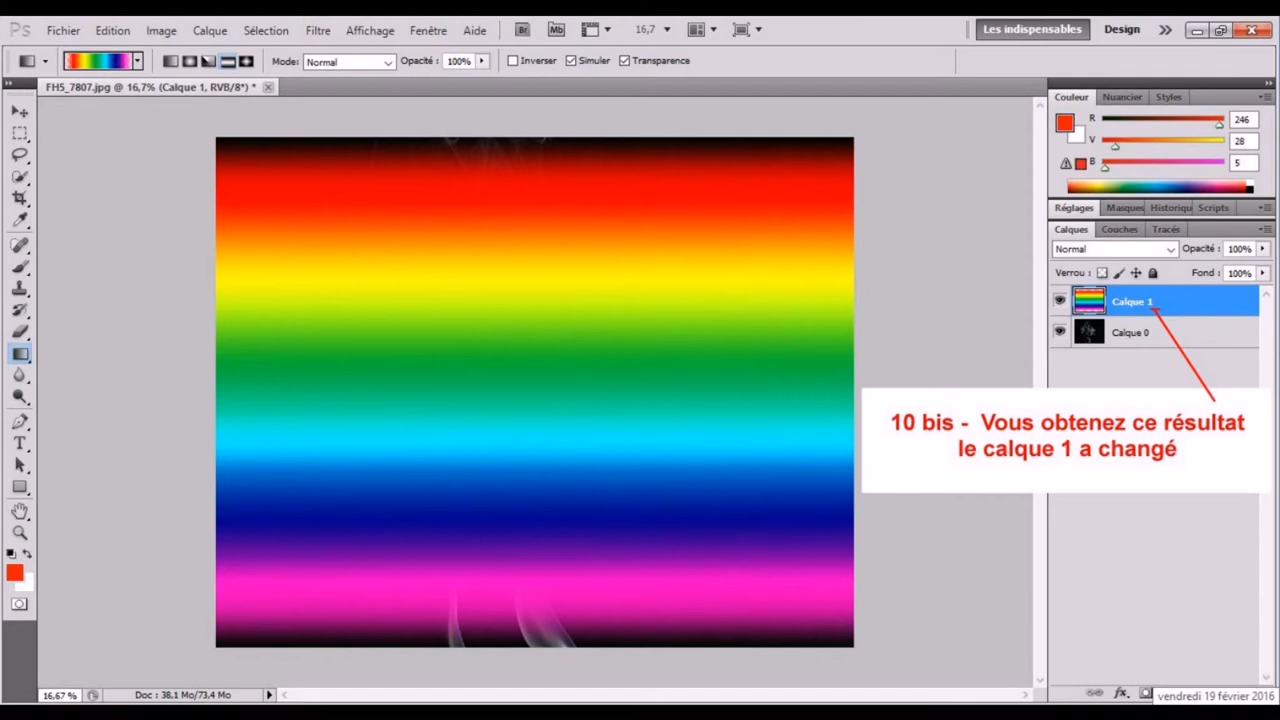 Ps Fichier Edition Image Calque Sélection Filtre Affichage Fenêtre Aide Br Mb 16,7 Les indispensables Design
Mode: Normal Opacité : 100% Inverser Simuler Transparence
FH5_7807.jpg @ 16,7% (Calque 1, RVB/8*) *
Couleur Nuancier Styles
R 246
V 28
B 5
Réglages Masques Historiqu Scripts
Calques Couches Tracés
Normal Opacité : 100%
Verrou : Fond : 100%
Calque 1
Calque 0
10 bis - Vous obtenez ce résultat
le calque 1 a changé
T
16,67 % Doc : 38,1 Mo/73,4 Mo fx
vendredi 19 février 2016